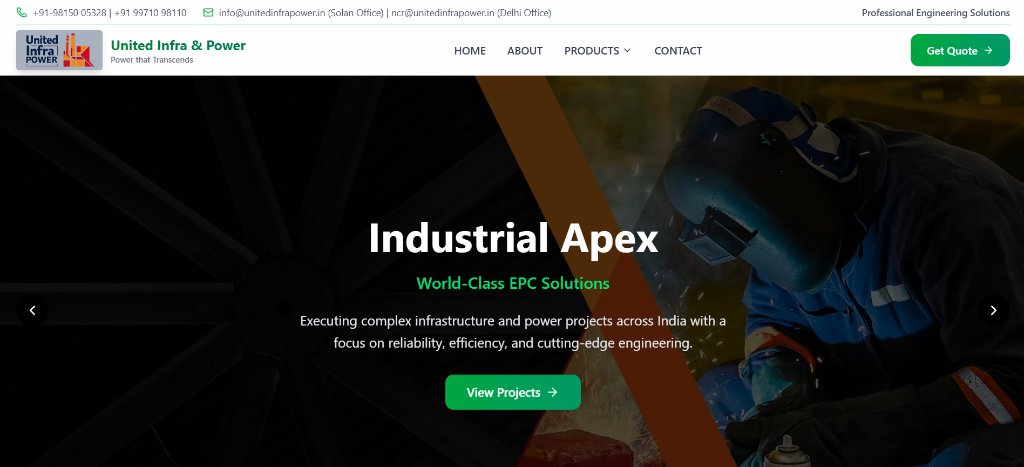 +91-98150 05328 | +91 99710 98110
info@unitedinfrapower.in (Solan Office) | ncr@unitedinfrapower.in (Delhi Office)
Professional Engineering Solutions
United
Infra
POWER
United Infra & Power
Power that Transcends
HOME
ABOUT
PRODUCTS
CONTACT
Get Quote
Industrial Apex
World-Class EPC Solutions
Executing complex infrastructure and power projects across India with a
focus on reliability, efficiency, and cutting-edge engineering.
View Projects